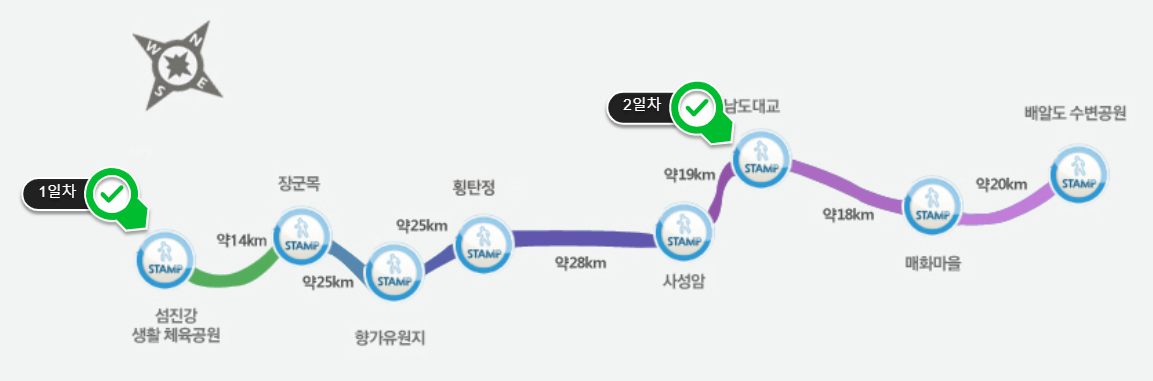 N
W
E
S
1일차
2일차
남도대교
배알도 수변공원
장군목
횡탄정
약19km
약20km
약14km
약25km
약18km
약25km
약28km
STAMP
STAMP
STAMP
STAMP
STAMP
STAMP
STAMP
STAMP
섬진강
생활 체육공원
향가유원지
사성암
매화마을